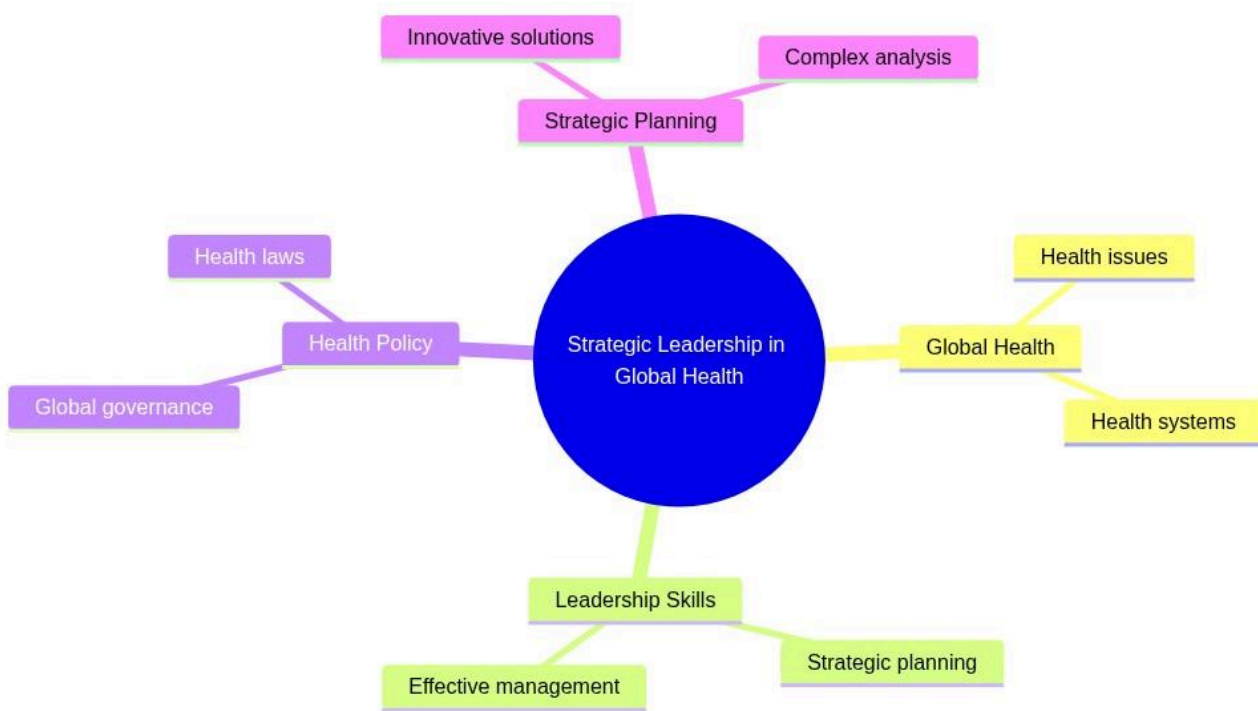 Innovative solutions
Complex analysis
Strategic Planning
Health laws
Health issues
Health Policy
Strategic Leadership in
Global Health
Global Health
Global governance
Health systems
Leadership Skills
Strategic planning
Effective management